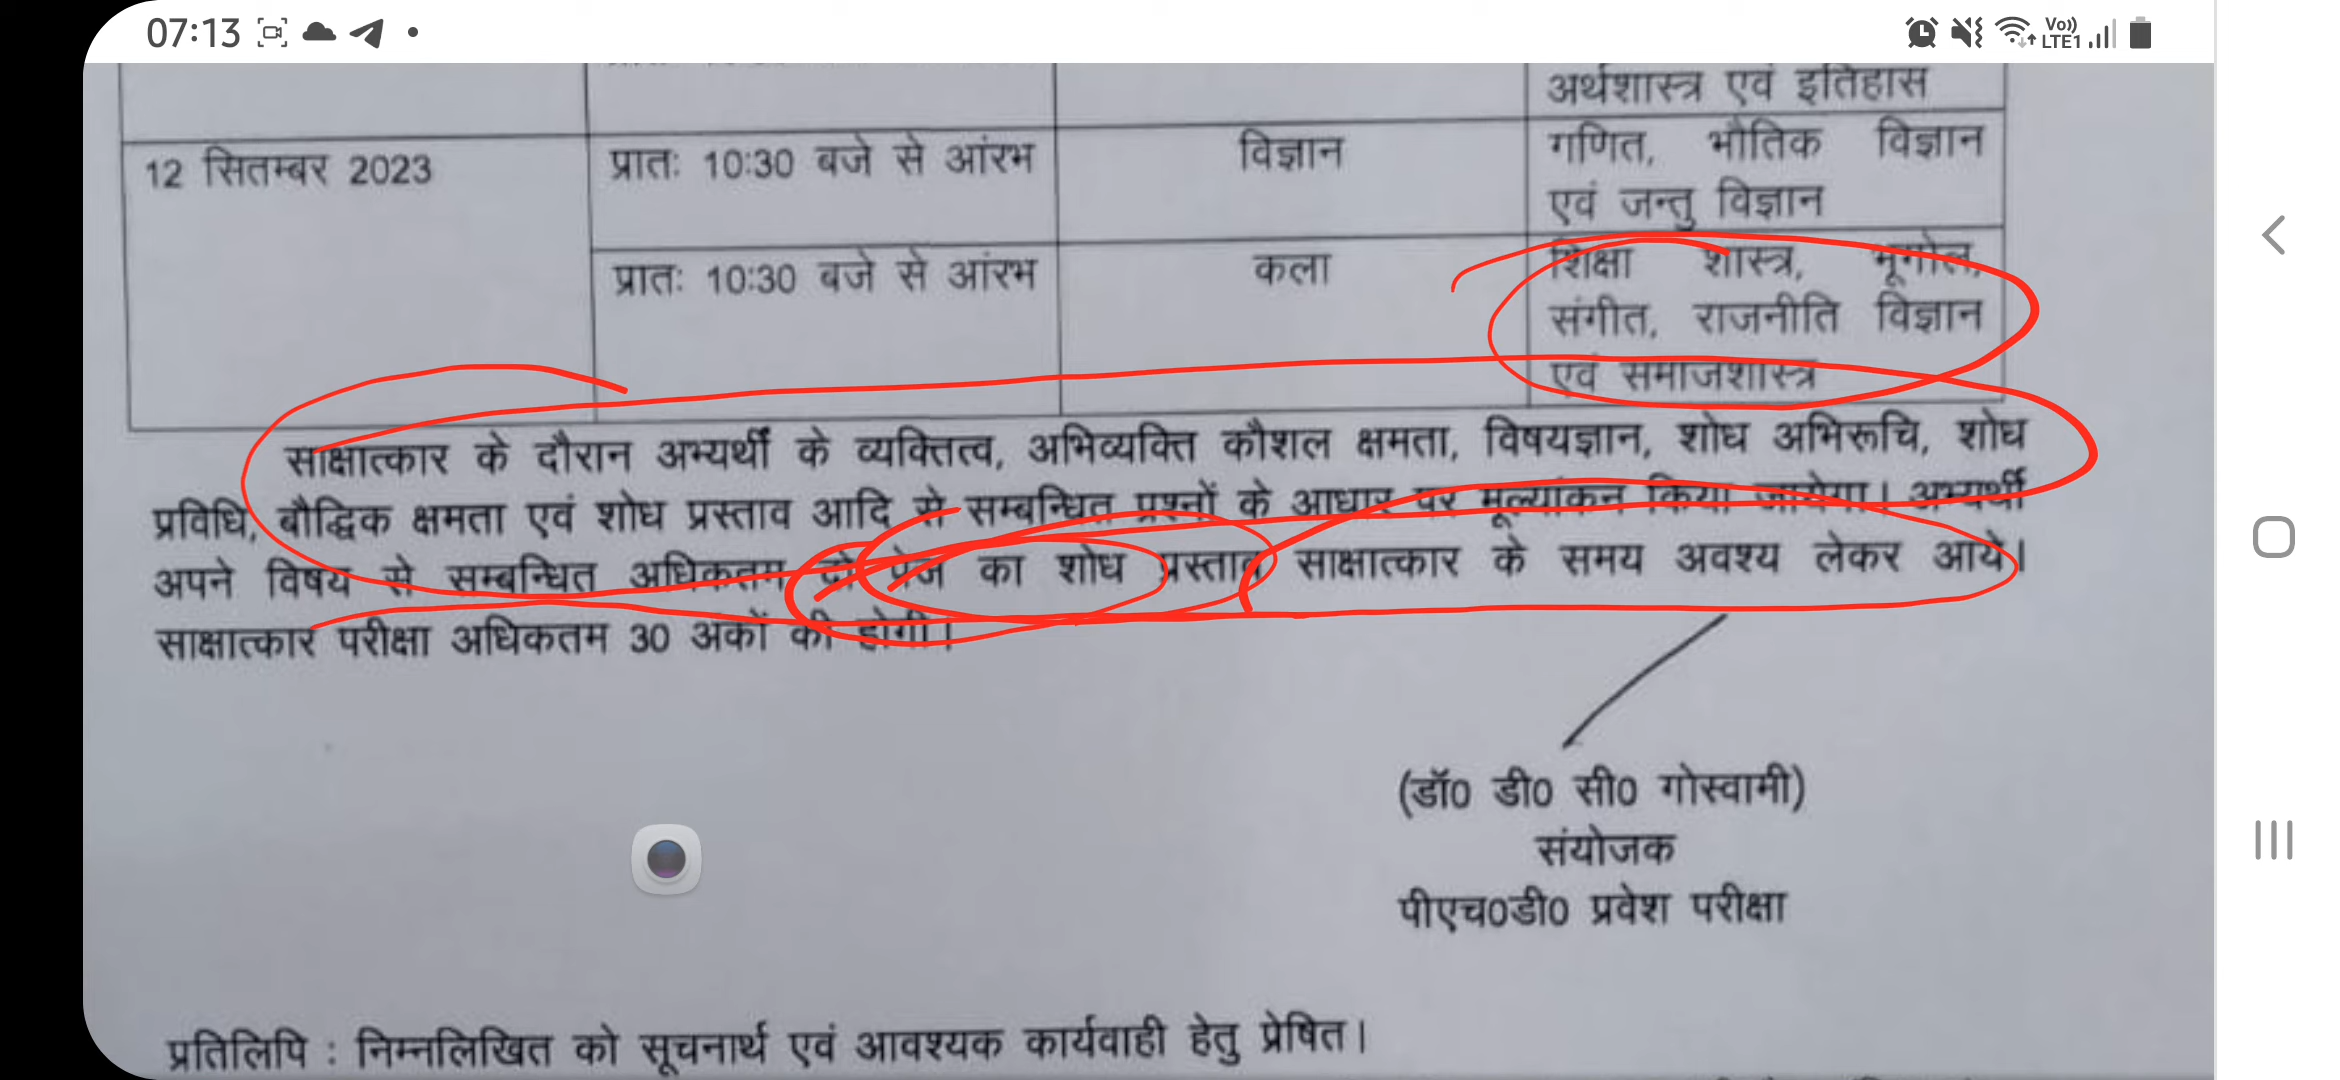 07:13
Vo))
LTE1
अर्थशास्त्र एवं इतिहास
12 सितम्बर 2023
प्रातः 10:30 बजे से आंरभ
विज्ञान
गणित, भौतिक विज्ञान
एवं जन्तु विज्ञान
प्रातः 10:30 बजे से आंरभ
कला
शिक्षा शास्त्र, भूगोल,
संगीत, राजनीति विज्ञान
एवं समाजशास्त्र
साक्षात्कार के दौरान अभ्यर्थी के व्यक्तित्व, अभिव्यक्ति कौशल क्षमता, विषयज्ञान, शोध अभिरूचि, शोध
प्रविधि, बौद्धिक क्षमता एवं शोध प्रस्ताव आदि से सम्बन्धित प्रश्नों के आधार पर मूल्यांकन किया जायेगा। अभ्यर्थी
अपने विषय से सम्बन्धित अधिकतम दो पेज का शोध प्रस्ताव साक्षात्कार के समय अवश्य लेकर आये।
साक्षात्कार परीक्षा अधिकतम 30 अंकों की होगी।
(डॉ0 डी0 सी0 गोस्वामी)
संयोजक
पीएच0डी0 प्रवेश परीक्षा
प्रतिलिपि : निम्नलिखित को सूचनार्थ एवं आवश्यक कार्यवाही हेतु प्रेषित।